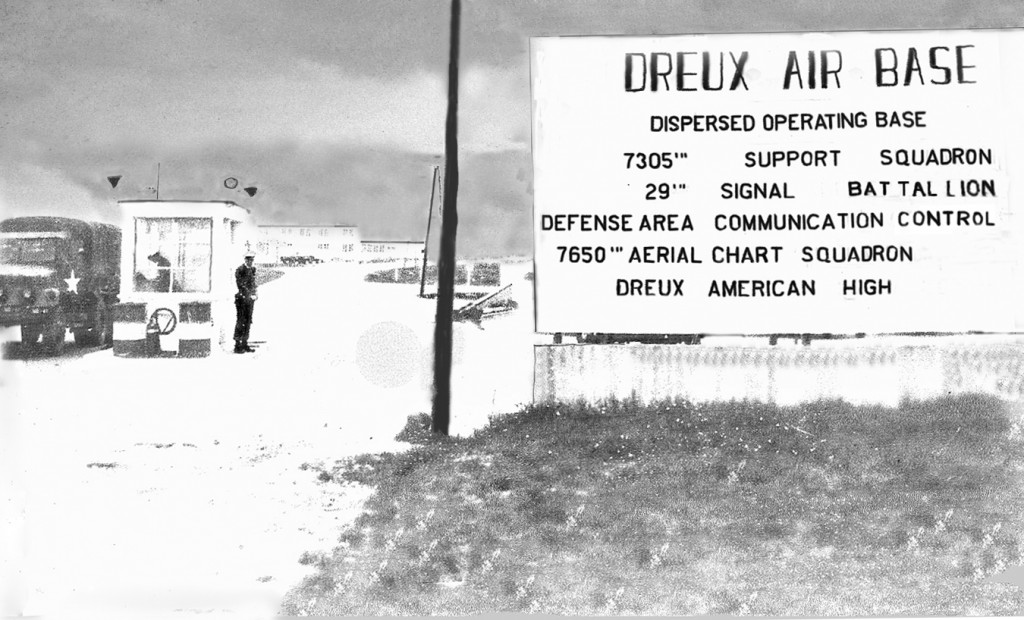 DREUX AIR BASE
DISPERSED OPERATING BASE
7305''' SUPPORT SQUADRON
29''' SIGNAL BATTALLION
DEFENSE AREA COMMUNICATION CONTROL
7650''' AERIAL CHART SQUADRON
DREUX AMERICAN HIGH